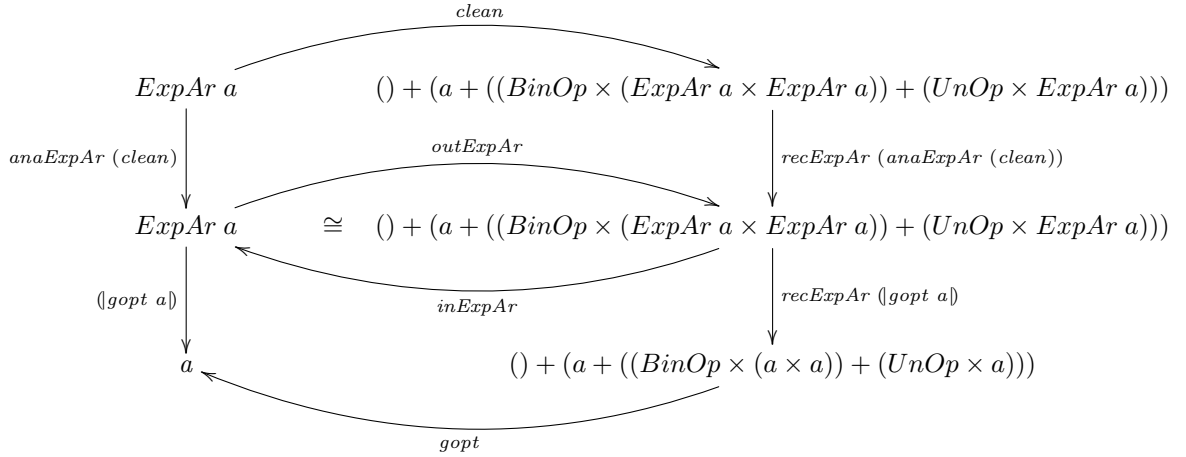 clean
ExpAr a () + (a + ((BinOp × (ExpAr a × ExpAr a)) + (UnOp × ExpAr a)))
anaExpAr (clean) outExpAr recExpAr (anaExpAr (clean))
ExpAr a ≅ () + (a + ((BinOp × (ExpAr a × ExpAr a)) + (UnOp × ExpAr a)))
⦇gopt a⦈ inExpAr recExpAr ⦇gopt a⦈
a () + (a + ((BinOp × (a × a)) + (UnOp × a)))
gopt